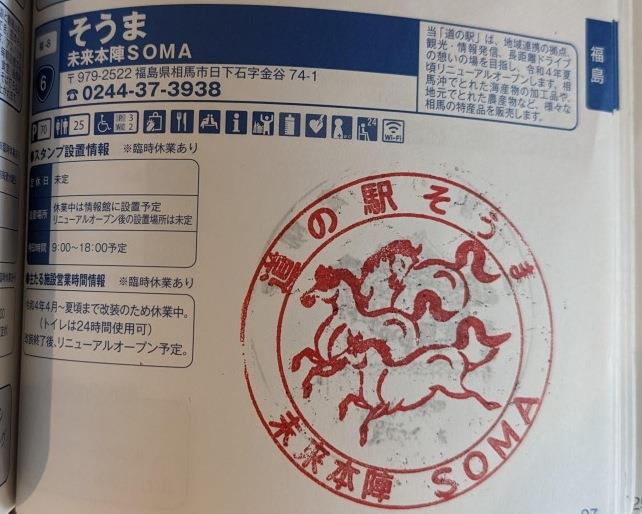 そうま
未来本陣SOMA
〒979-2522 福島県相馬市日下石字金谷 74-1
☎0244-37-3938
6
当「道の駅」は、地域連携の拠点、
観光・情報発信、長距離ドライブ
の憩いの場を目指し、令和4年夏
頃リニューアルオープンします。相
馬沖でとれた海産物の加工品や、
地元でとれた農産物など、様々な
相馬の特産品を販売します。
福島
P 70 25 24 Wi-Fi
●スタンプ設置情報 ※臨時休業あり
定休日 未定
休業中は情報館に設置予定
リニューアルオープン後の設置場所は未定
9:00~18:00予定
●主たる施設営業時間情報 ※臨時休業あり
令和4年4月~夏頃まで改装のため休業中。
(トイレは24時間使用可)
改装終了後、リニューアルオープン予定。
道の駅そうま
未来本陣 SOMA